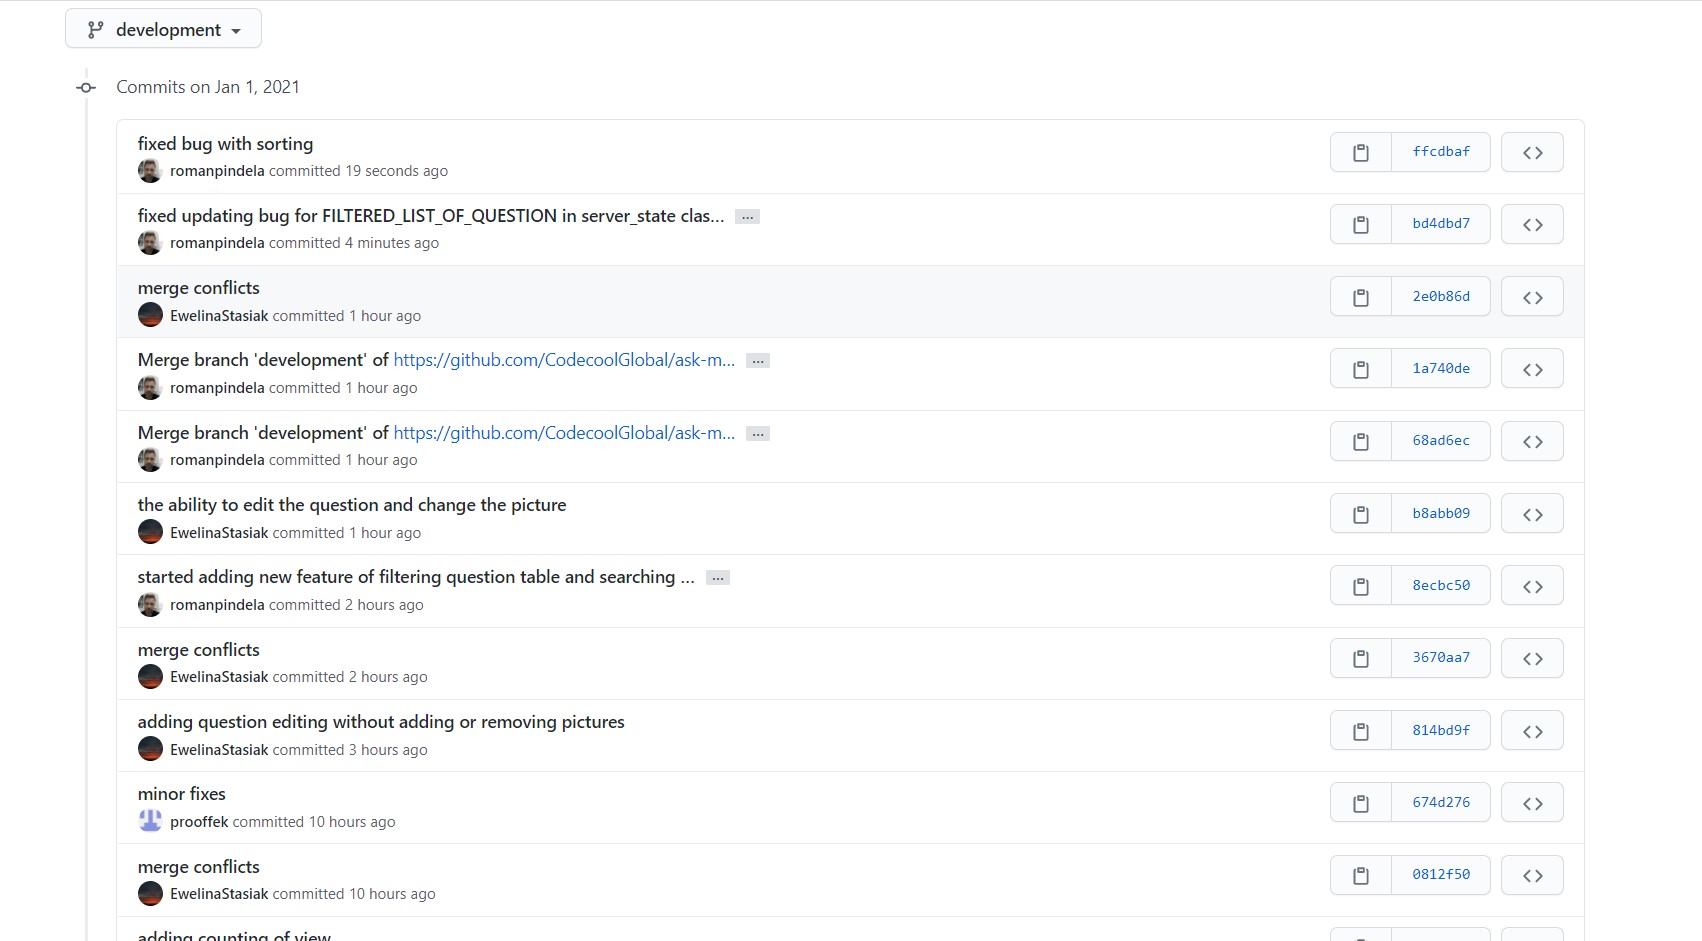 development
Commits on Jan 1, 2021
fixed bug with sorting
romanpindela committed 19 seconds ago
ffcdbaf
fixed updating bug for FILTERED_LIST_OF_QUESTION in server_state clas... ...
romanpindela committed 4 minutes ago
bd4dbd7
merge conflicts
EwelinaStasiak committed 1 hour ago
2e0b86d
Merge branch 'development' of https://github.com/CodecoolGlobal/ask-m... ...
romanpindela committed 1 hour ago
1a740de
Merge branch 'development' of https://github.com/CodecoolGlobal/ask-m... ...
romanpindela committed 1 hour ago
68ad6ec
the ability to edit the question and change the picture
EwelinaStasiak committed 1 hour ago
b8abb09
started adding new feature of filtering question table and searching ... ...
romanpindela committed 2 hours ago
8ecbc50
merge conflicts
EwelinaStasiak committed 2 hours ago
3670aa7
adding question editing without adding or removing pictures
EwelinaStasiak committed 3 hours ago
814bd9f
minor fixes
prooffek committed 10 hours ago
674d276
merge conflicts
EwelinaStasiak committed 10 hours ago
0812f50
adding counting of view